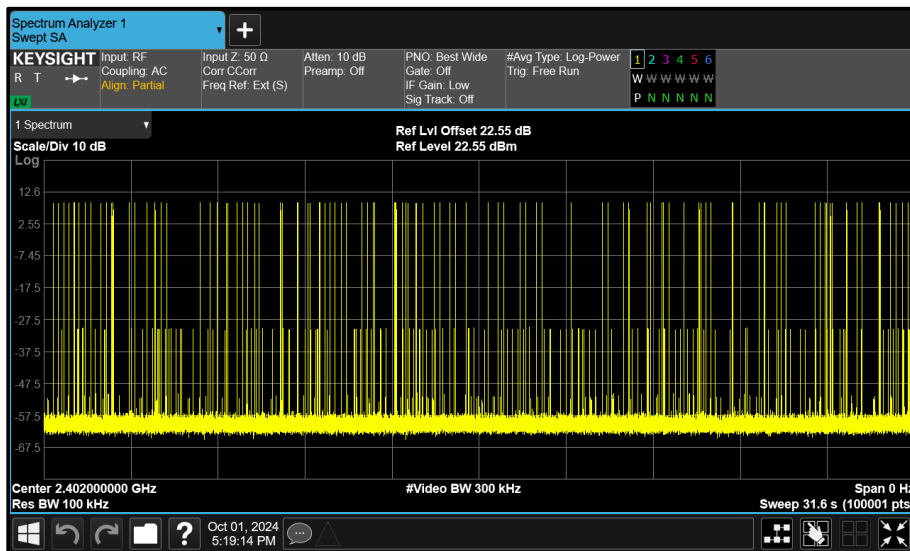 Spectrum Analyzer 1
Swept SA
KEYSIGHT
R T
LXI
Input: RF
Coupling: AC
Align: Partial
Input Z: 50 Ω
Corr CCorr
Freq Ref: Ext (S)
Atten: 10 dB
Preamp: Off
PNO: Best Wide
Gate: Off
IF Gain: Low
Sig Track: Off
#Avg Type: Log-Power
Trig: Free Run
1 2 3 4 5 6
W W W W W W
P N N N N N
1 Spectrum
Scale/Div 10 dB
Ref Lvl Offset 22.55 dB
Ref Level 22.55 dBm
Log
12.6
2.55
-7.45
-17.5
-27.5
-37.5
-47.5
-57.5
-67.5
Center 2.402000000 GHz
Res BW 100 kHz
#Video BW 300 kHz
Span 0 Hz
Sweep 31.6 s (100001 pts
?
Oct 01, 2024
5:19:14 PM